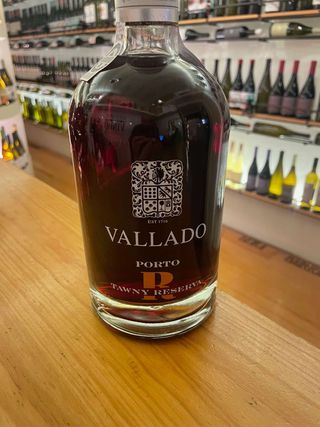 EST 1716
VALLADO
PORTO
R
TAWNY RESERVA